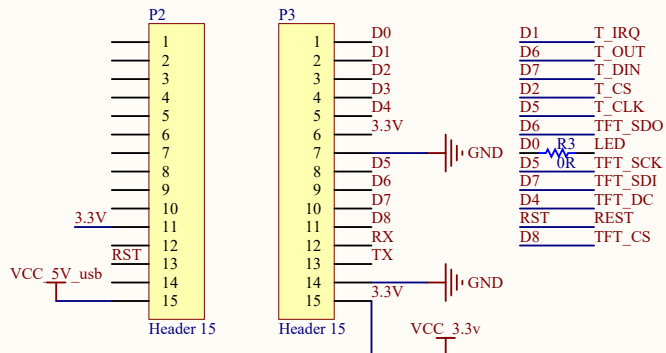 P2
1
2
3
4
5
6
7
8
9
10
3.3V 11
12
RST 13
VCC_5V_usb 14
15
Header 15
P3
1 D0
2 D1
3 D2
4 D3
5 D4
6 3.3V
7 GND
8 D5
9 D6
10 D7
11 D8
12 RX
13 TX
14 GND
15 3.3V
Header 15
VCC_3.3v
D1 T_IRQ
D6 T_OUT
D7 T_DIN
D2 T_CS
D5 T_CLK
D6 TFT_SDO
D0 R3 LED
D5 0R TFT_SCK
D7 TFT_SDI
D4 TFT_DC
RST REST
D8 TFT_CS